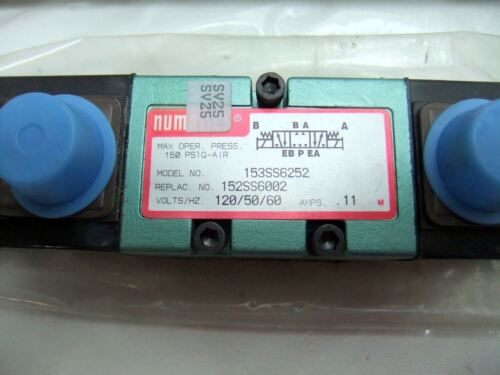 SV25
SV25
num ®
B B A A
EB P EA
MAX OPER. PRESS.
150 PSIG-AIR
MODEL NO. 153SS6252
REPLAC. NO. 152SS6002
VOLTS/HZ. 120/50/60 AMPS. .11 M